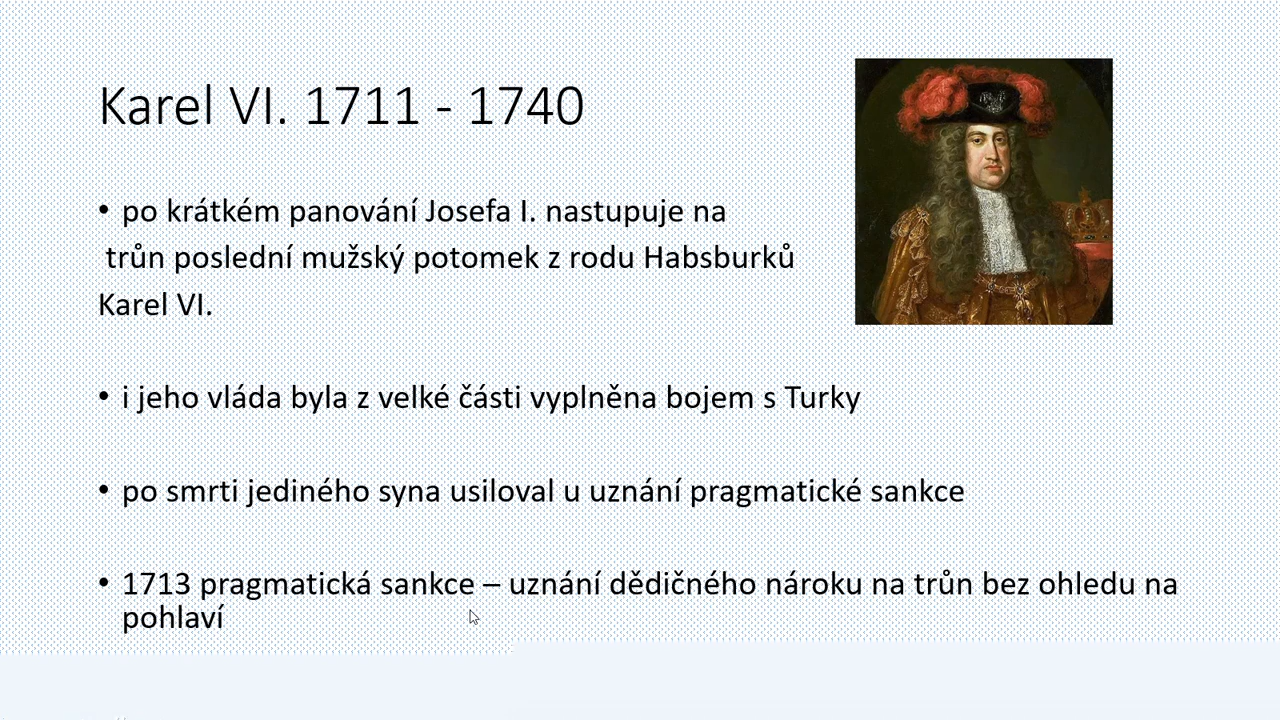 Karel VI. 1711 - 1740
• po krátkém panování Josefa I. nastupuje na
trůn poslední mužský potomek z rodu Habsburků
Karel VI.
• i jeho vláda byla z velké části vyplněna bojem s Turky
• po smrti jediného syna usiloval u uznání pragmatické sankce
• 1713 pragmatická sankce – uznání dědičného nároku na trůn bez ohledu na
pohlaví